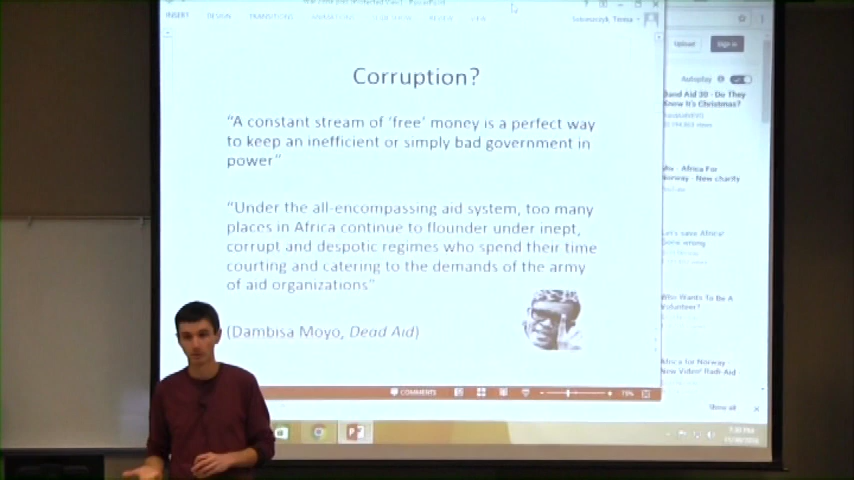 INSERT DESIGN TRANSITIONS
Solomonczyk, Teresa
Corruption?
“A constant stream of ‘free’ money is a perfect way
to keep an inefficient or simply bad government in
power”
“Under the all-encompassing aid system, too many
places in Africa continue to flounder under inept,
corrupt and despotic regimes who spend their time
courting and catering to the demands of the army
of aid organizations”
(Dambisa Moyo, Dead Aid)
COMMENTS
Upload Sign in
Autoplay
Band Aid 30 - Do They
Know It's Christmas?
Mix - Africa For
Norway - New charity
Let's save Africa!
Gone wrong
Who Wants To Be A
Volunteer?
Africa for Norway -
New Video! Radi-Aid
Show all